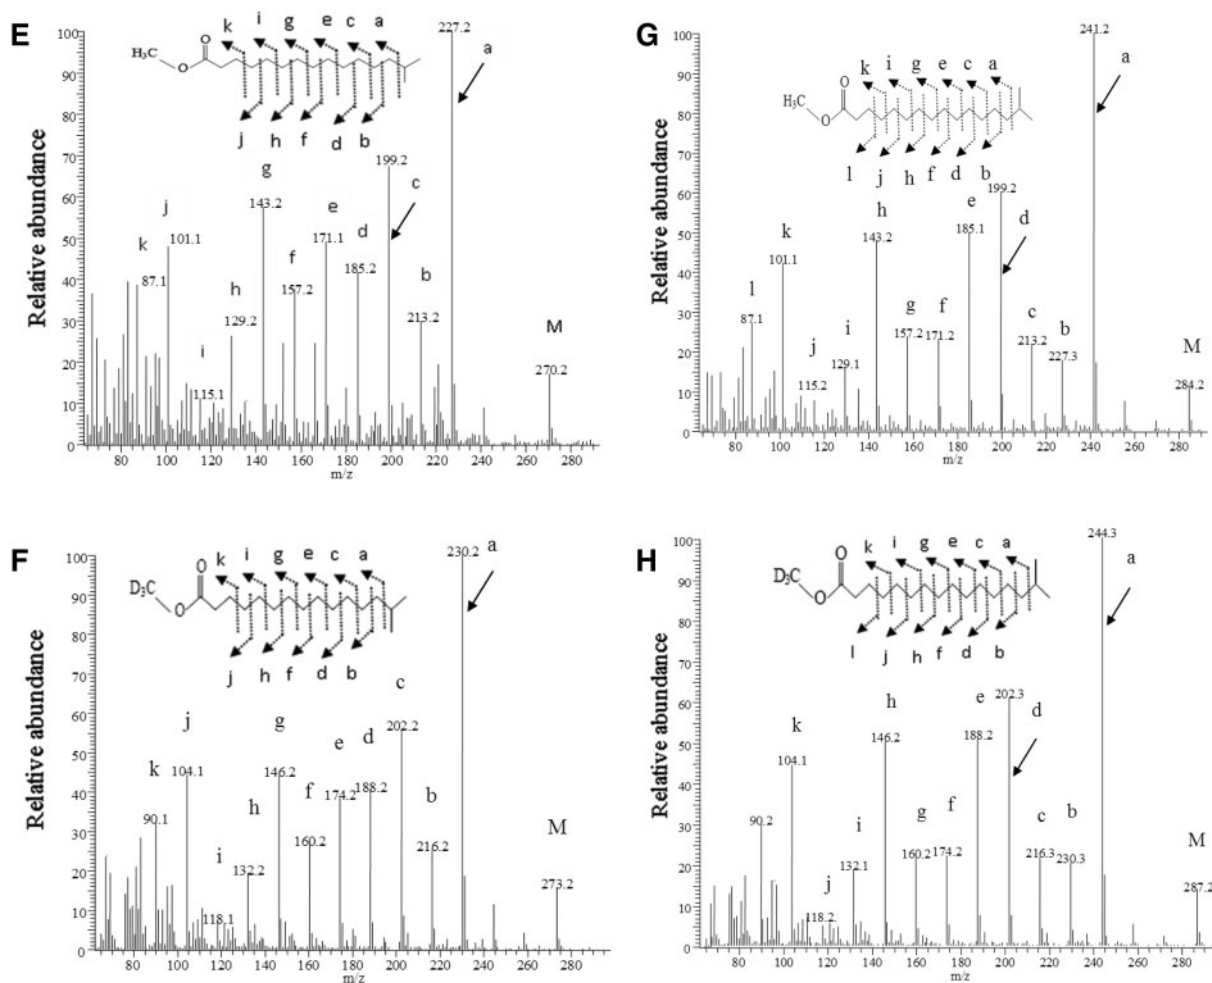 E
k i g e c a
227.2
a
H₃C
O
O
j h f d b
g
199.2
c
143.2
j
101.1
e
171.1
k
87.1
f
157.2
d
185.2
h
129.2
b
213.2
i
115.1
M
270.2
100
90
80
70
60
50
40
30
20
10
0
Relative abundance
80 100 120 140 160 180 200 220 240 260 280
m/z
G
241.2
a
k i g e c a
H₃C
O
O
l j h f d b
199.2
e
d
h
143.2
185.1
k
101.1
l
87.1
g
157.2
f
171.2
c
213.2
b
227.3
i
129.1
j
115.2
M
284.2
100
90
80
70
60
50
40
30
20
10
0
Relative abundance
80 100 120 140 160 180 200 220 240 260 280
m/z
F
230.2
a
k i g e c a
D₃C
O
O
j h f d b
c
202.2
j
104.1
g
146.2
e
174.2
d
188.2
k
90.1
h
132.2
f
160.2
b
216.2
i
118.1
M
273.2
100
90
80
70
60
50
40
30
20
10
0
Relative abundance
80 100 120 140 160 180 200 220 240 260 280
m/z
H
244.3
a
k i g e c a
D₃C
O
O
l j h f d b
h
146.2
e
188.2
202.3
d
k
104.1
90.2
i
132.1
g
160.2
f
174.2
c
216.3
b
230.3
j
118.2
M
287.2
100
90
80
70
60
50
40
30
20
10
0
Relative abundance
80 100 120 140 160 180 200 220 240 260 280
m/z